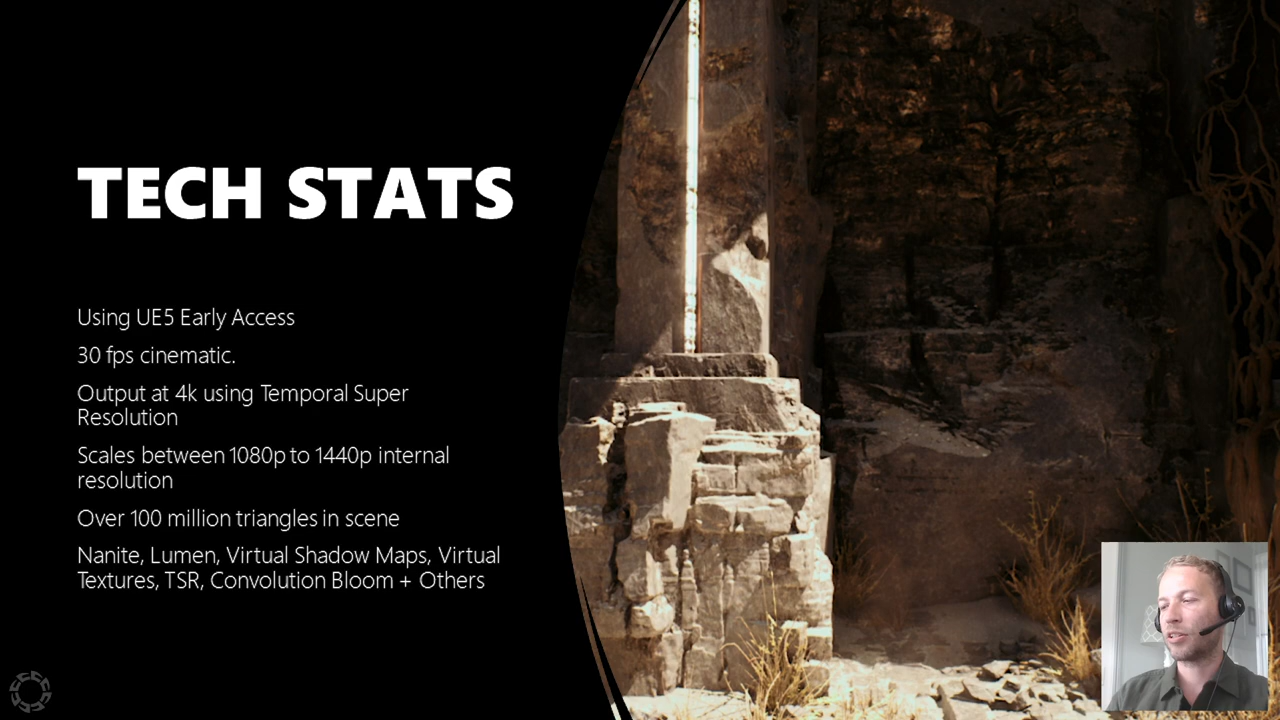 TECH STATS
Using UE5 Early Access
30 fps cinematic.
Output at 4k using Temporal Super
Resolution
Scales between 1080p to 1440p internal
resolution
Over 100 million triangles in scene
Nanite, Lumen, Virtual Shadow Maps, Virtual
Textures, TSR, Convolution Bloom + Others